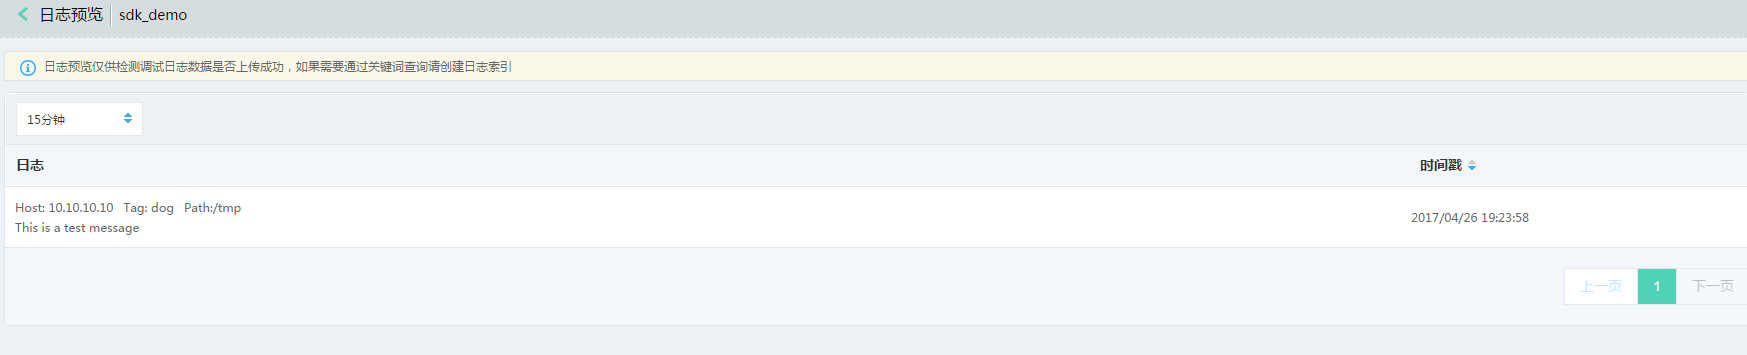 日志预览 sdk_demo
日志预览仅供检测调试日志数据是否上传成功，如果需要通过关键词查询请创建日志索引
15分钟
日志 时间戳
Host: 10.10.10.10 Tag: dog Path:/tmp
This is a test message
2017/04/26 19:23:58
上一页 1 下一页